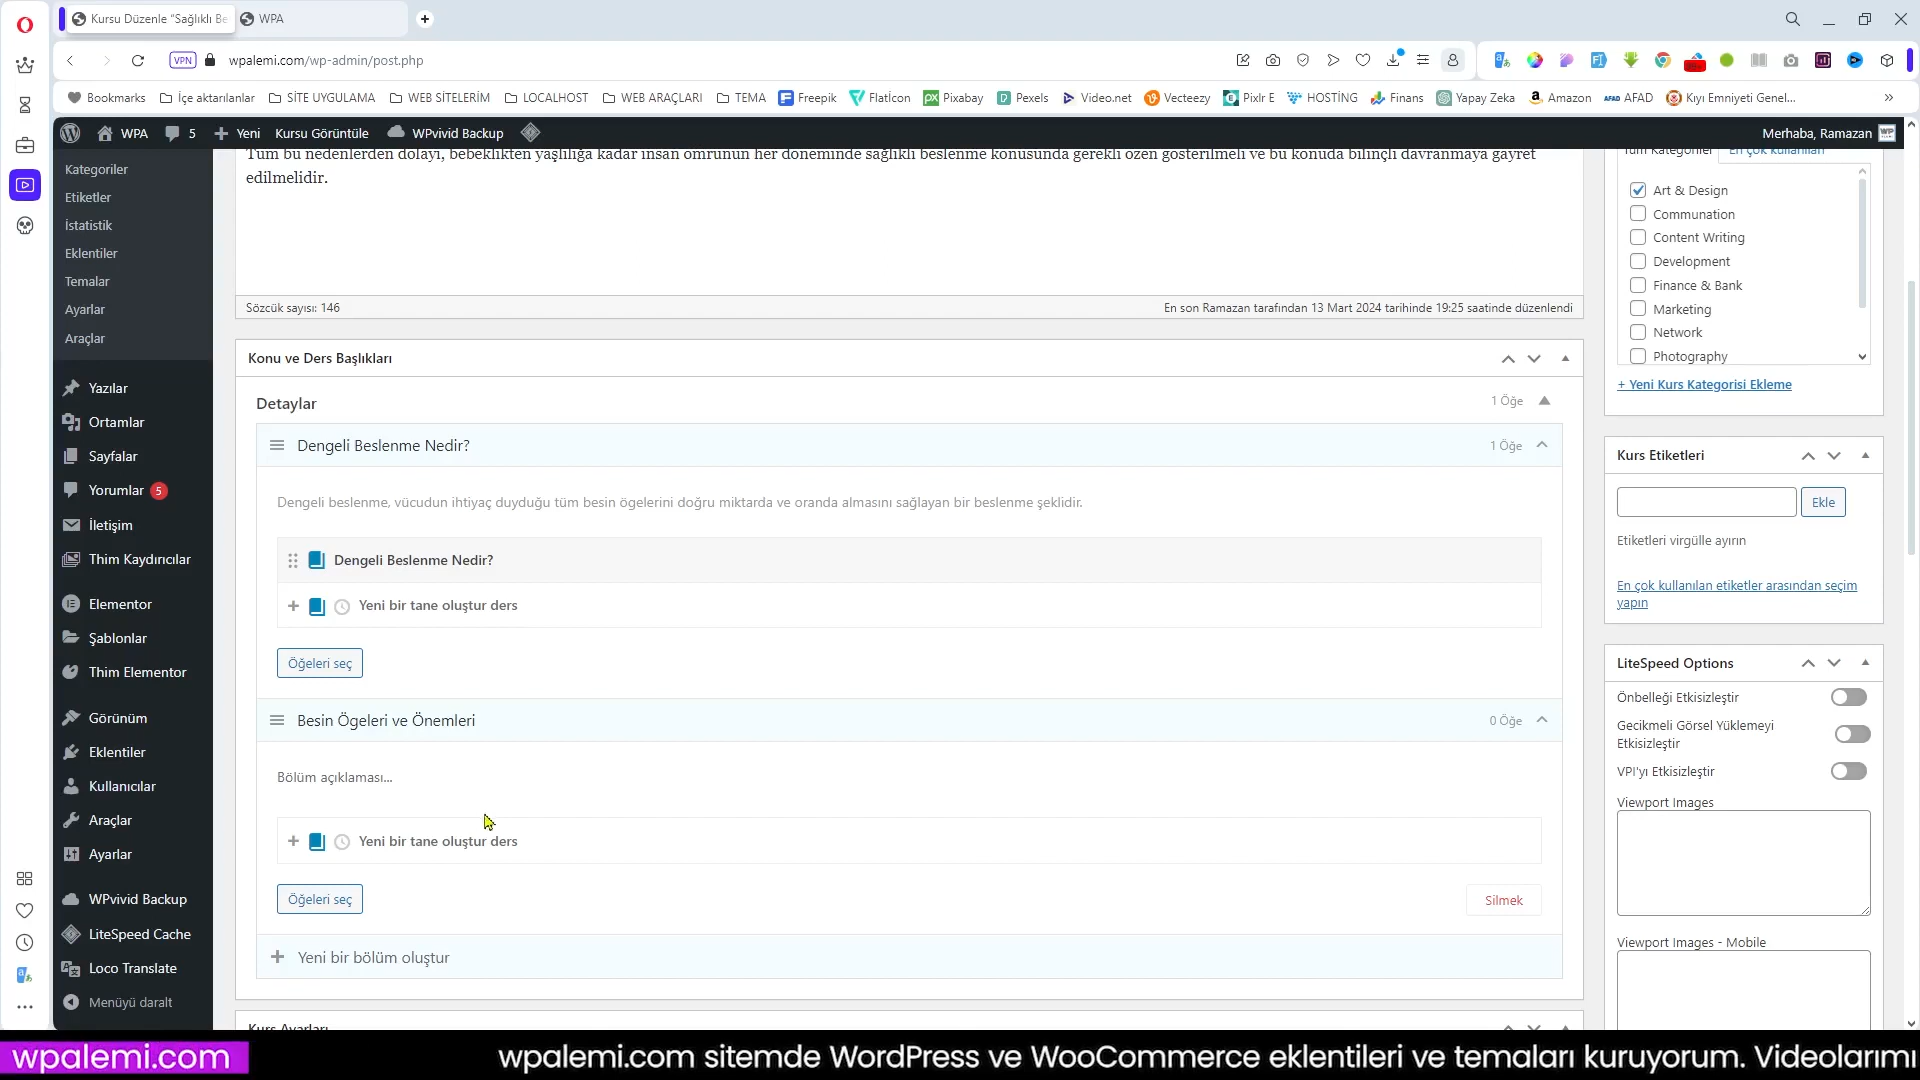 Kursu Düzenle "Sağlıklı Be
WPA
VPN
wpalemi.com/wp-admin/post.php
Bookmarks
İçe aktarılanlar
SİTE UYGULAMA
WEB SİTELERİM
LOCALHOST
WEB ARAÇLARI
TEMA
Freepik
Flatİcon
Pixabay
Pexels
Video.net
Vecteezy
Pixlr E
HOSTİNG
Finans
Yapay Zeka
Amazon
AFAD
Kıyı Emniyeti Genel...
WPA
5
Yeni
Kursu Görüntüle
WPvivid Backup
Merhaba, Ramazan
Kategoriler
Etiketler
İstatistik
Eklentiler
Temalar
Ayarlar
Araçlar
Yazılar
Ortamlar
Sayfalar
Yorumlar 5
İletişim
Thim Kaydırıcılar
Elementor
Şablonlar
Thim Elementor
Görünüm
Eklentiler
Kullanıcılar
Araçlar
Ayarlar
WPvivid Backup
LiteSpeed Cache
Loco Translate
Menüyü daralt
Tüm bu nedenlerden dolayı, bebeklikten yaşlılığa kadar insan ömrünün her döneminde sağlıklı beslenme konusunda gerekli özen gösterilmeli ve bu konuda bilinçli davranmaya gayret
edilmelidir.
Sözcük sayısı: 146
En son Ramazan tarafından 13 Mart 2024 tarihinde 19:25 saatinde düzenlendi
Konu ve Ders Başlıkları
Detaylar
1 Öğe
Dengeli Beslenme Nedir?
1 Öğe
Dengeli beslenme, vücudun ihtiyaç duyduğu tüm besin ögelerini doğru miktarda ve oranda almasını sağlayan bir beslenme şeklidir.
Dengeli Beslenme Nedir?
Yeni bir tane oluştur ders
Öğeleri seç
Besin Ögeleri ve Önemleri
0 Öğe
Bölüm açıklaması...
Yeni bir tane oluştur ders
Öğeleri seç
Silmek
Yeni bir bölüm oluştur
Kurs Ayarları
Tüm Kategoriler
En çok kullanılan
Art & Design
Communation
Content Writing
Development
Finance & Bank
Marketing
Network
Photography
+ Yeni Kurs Kategorisi Ekleme
Kurs Etiketleri
Ekle
Etiketleri virgülle ayırın
En çok kullanılan etiketler arasından seçim
yapın
LiteSpeed Options
Önbelleği Etkisizleştir
Gecikmeli Görsel Yüklemeyi
Etkisizleştir
VPI'yı Etkisizleştir
Viewport Images
Viewport Images - Mobile
wpalemi.com
wpalemi.com sitemde WordPress ve WooCommerce eklentileri ve temaları kuruyorum. Videolarımı